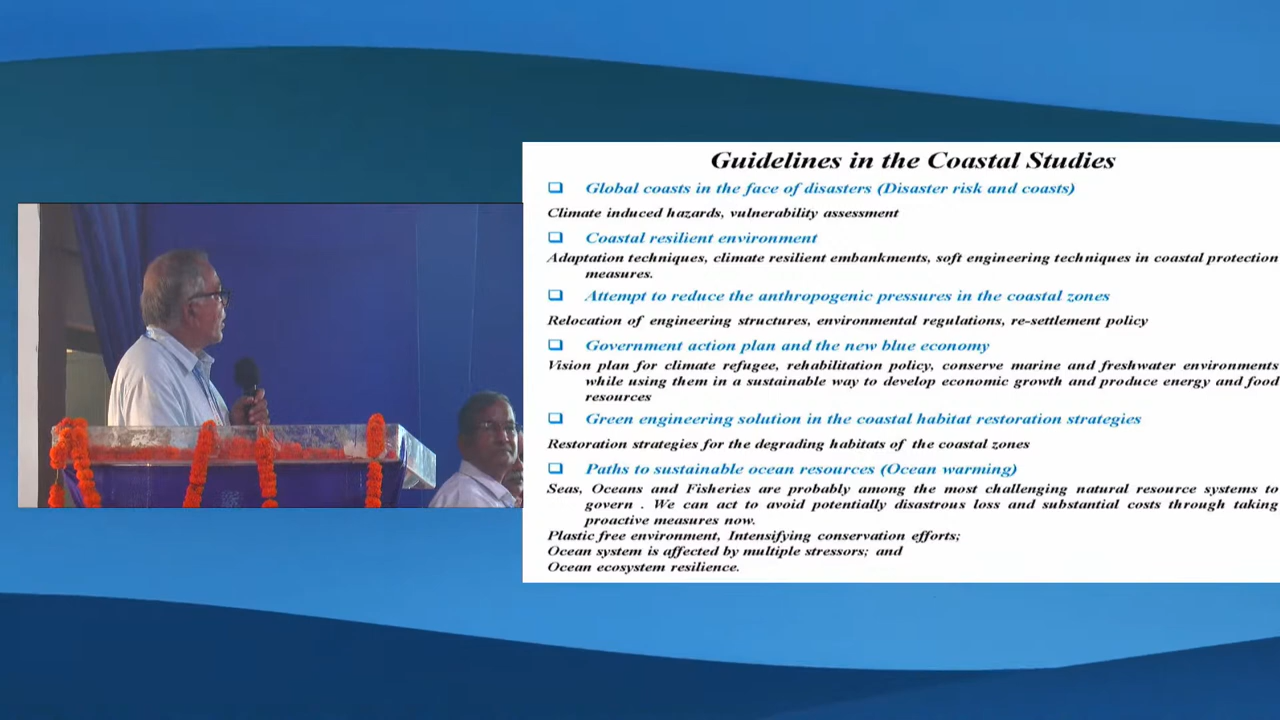 Guidelines in the Coastal Studies
❑ Global coasts in the face of disasters (Disaster risk and coasts)
Climate induced hazards, vulnerability assessment
❑ Coastal resilient environment
Adaptation techniques, climate resilient embankments, soft engineering techniques in coastal protection
measures.
❑ Attempt to reduce the anthropogenic pressures in the coastal zones
Relocation of engineering structures, environmental regulations, re-settlement policy
❑ Government action plan and the new blue economy
Vision plan for climate refugee, rehabilitation policy, conserve marine and freshwater environments
while using them in a sustainable way to develop economic growth and produce energy and food
resources
❑ Green engineering solution in the coastal habitat restoration strategies
Restoration strategies for the degrading habitats of the coastal zones
❑ Paths to sustainable ocean resources (Ocean warming)
Seas, Oceans and Fisheries are probably among the most challenging natural resource systems to
govern . We can act to avoid potentially disastrous loss and substantial costs through taking
proactive measures now.
Plastic free environment, Intensifying conservation efforts;
Ocean system is affected by multiple stressors; and
Ocean ecosystem resilience.